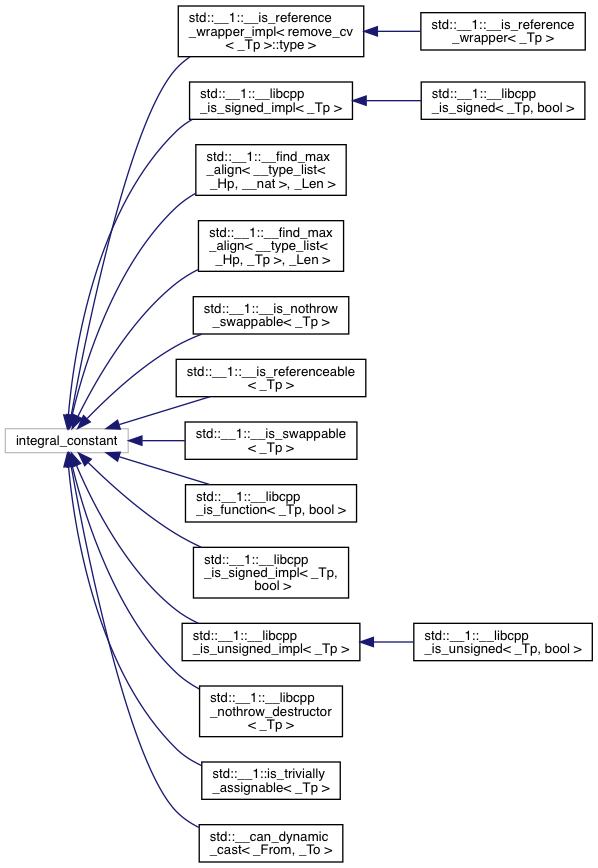 std::__1::__is_reference
_wrapper_impl< remove_cv
< _Tp >::type >
std::__1::__is_reference
_wrapper< _Tp >
std::__1::__libcpp
_is_signed_impl< _Tp >
std::__1::__libcpp
_is_signed< _Tp, bool >
std::__1::__find_max
_align< __type_list<
_Hp, __nat >, _Len >
std::__1::__find_max
_align< __type_list<
_Hp, _Tp >, _Len >
std::__1::__is_nothrow
_swappable< _Tp >
std::__1::__is_referenceable
< _Tp >
integral_constant
std::__1::__is_swappable
< _Tp >
std::__1::__libcpp
_is_function< _Tp, bool >
std::__1::__libcpp
_is_signed_impl< _Tp,
bool >
std::__1::__libcpp
_is_unsigned_impl< _Tp >
std::__1::__libcpp
_is_unsigned< _Tp, bool >
std::__1::__libcpp
_nothrow_destructor
< _Tp >
std::__1::is_trivially
_assignable< _Tp >
std::__can_dynamic
_cast< _From, _To >